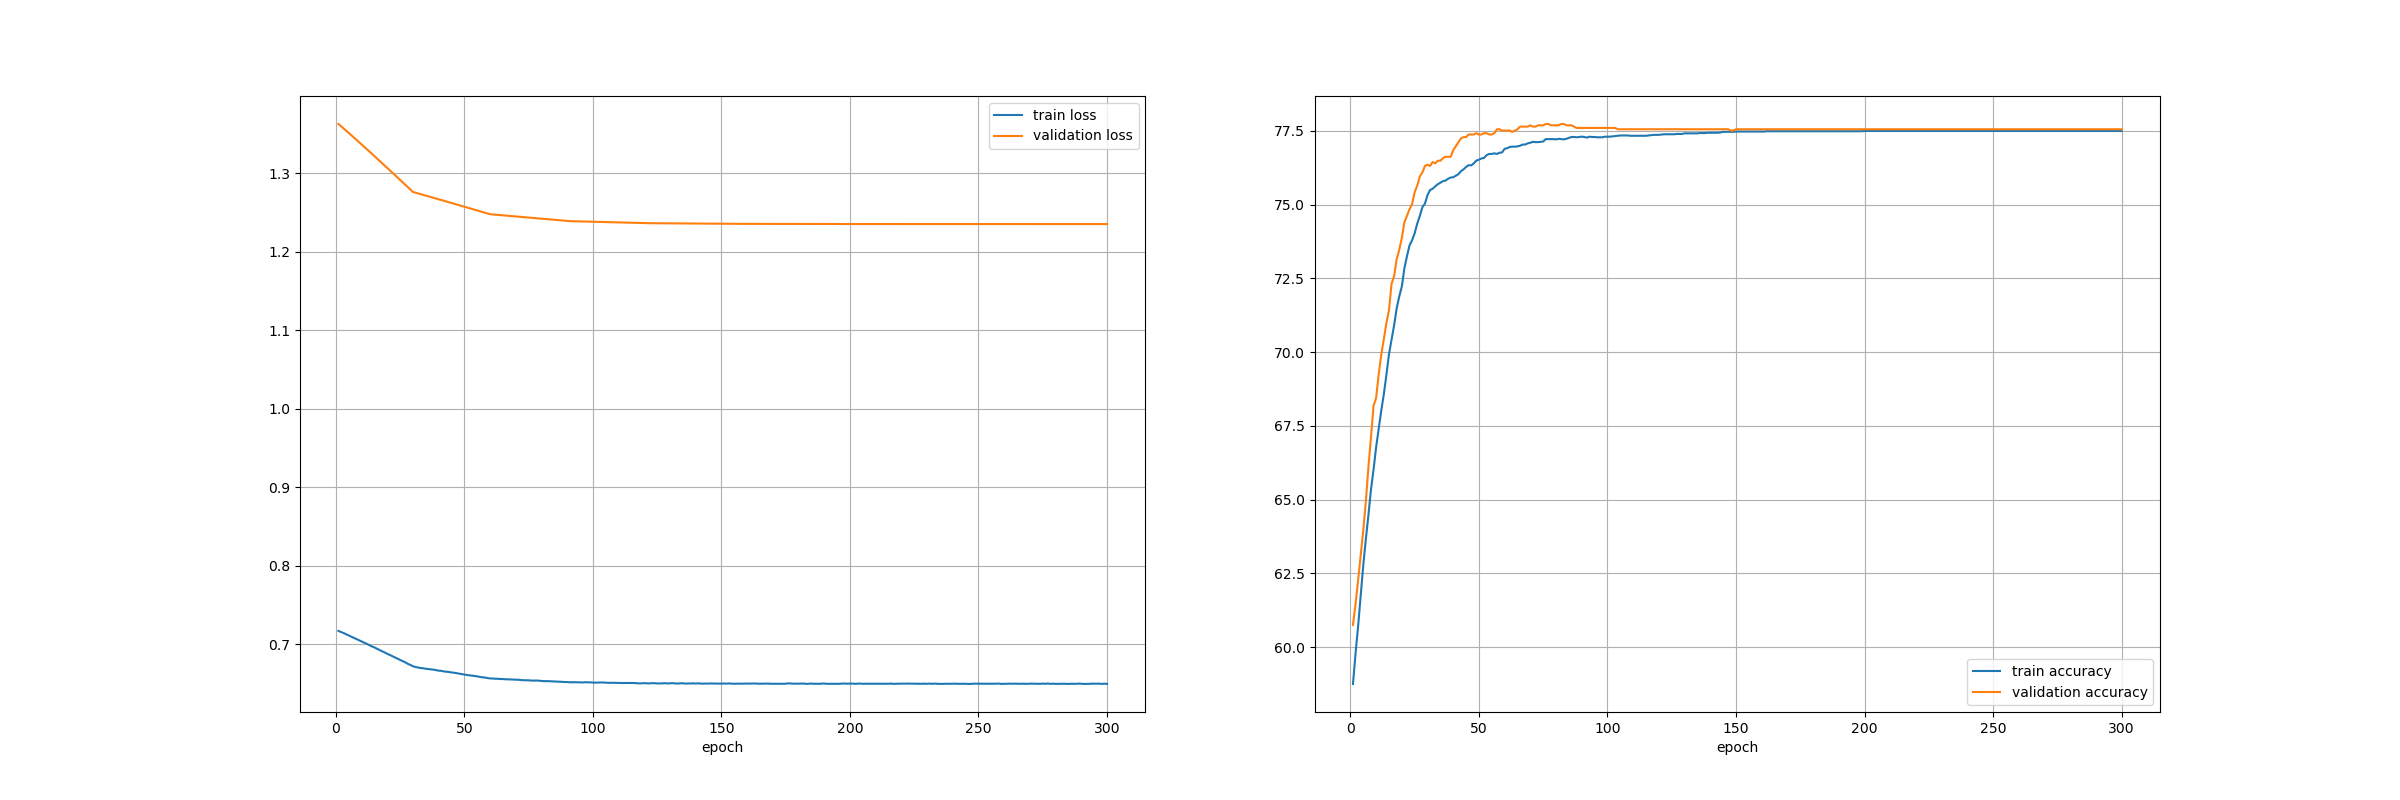 train loss
validation loss
1.3
1.2
1.1
1.0
0.9
0.8
0.7
0 50 100 150 200 250 300
epoch
77.5
75.0
72.5
70.0
67.5
65.0
62.5
60.0
train accuracy
validation accuracy
0 50 100 150 200 250 300
epoch